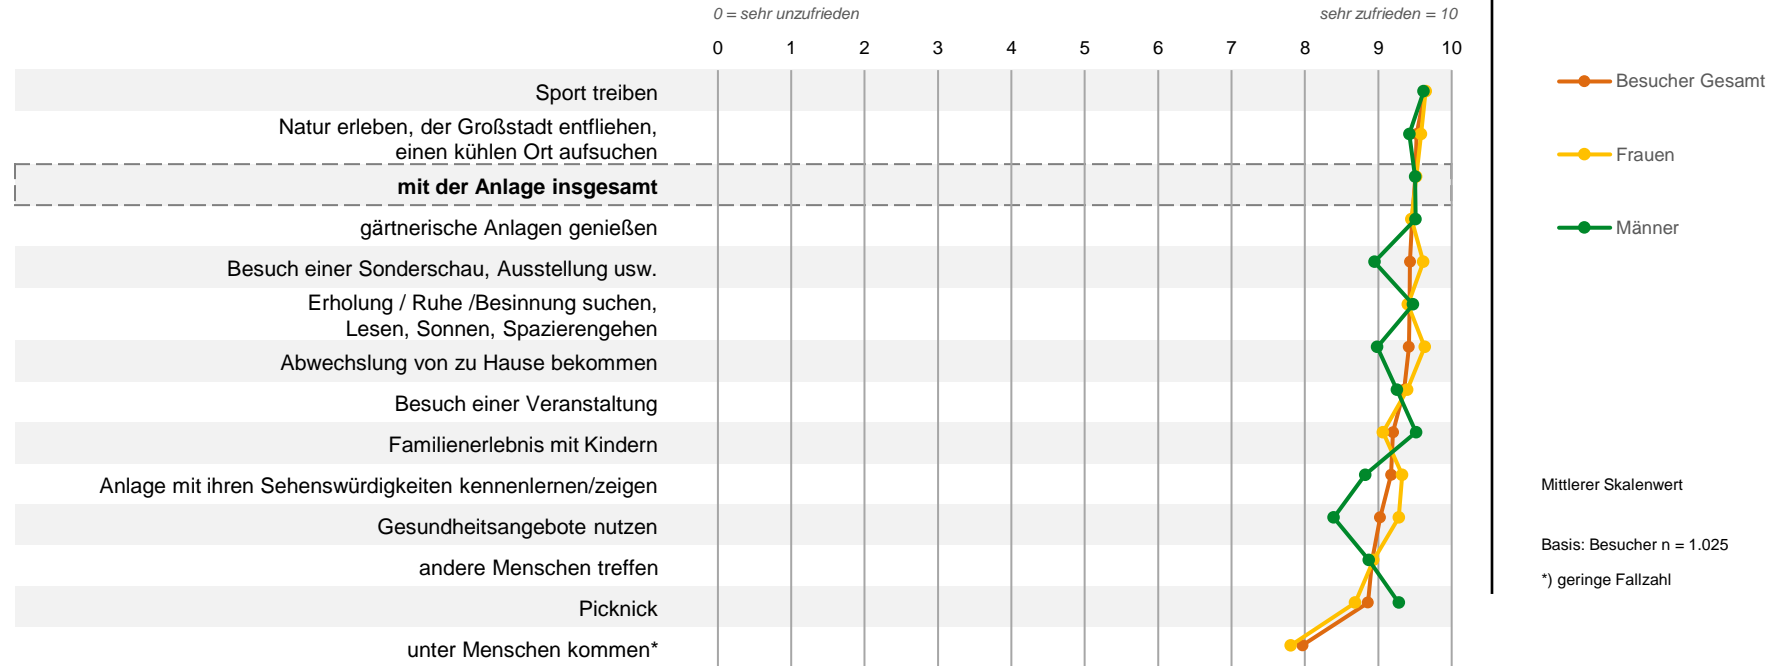 0 = sehr unzufrieden
sehr zufrieden = 10
0 1 2 3 4 5 6 7 8 9 10
Sport treiben
Natur erleben, der Großstadt entfliehen,
einen kühlen Ort aufsuchen
mit der Anlage insgesamt
gärtnerische Anlagen genießen
Besuch einer Sonderschau, Ausstellung usw.
Erholung / Ruhe /Besinnung suchen,
Lesen, Sonnen, Spazierengehen
Abwechslung von zu Hause bekommen
Besuch einer Veranstaltung
Familienerlebnis mit Kindern
Anlage mit ihren Sehenswürdigkeiten kennenlernen/zeigen
Gesundheitsangebote nutzen
andere Menschen treffen
Picknick
unter Menschen kommen*
Besucher Gesamt
Frauen
Männer
Mittlerer Skalenwert
Basis: Besucher n = 1.025
*) geringe Fallzahl